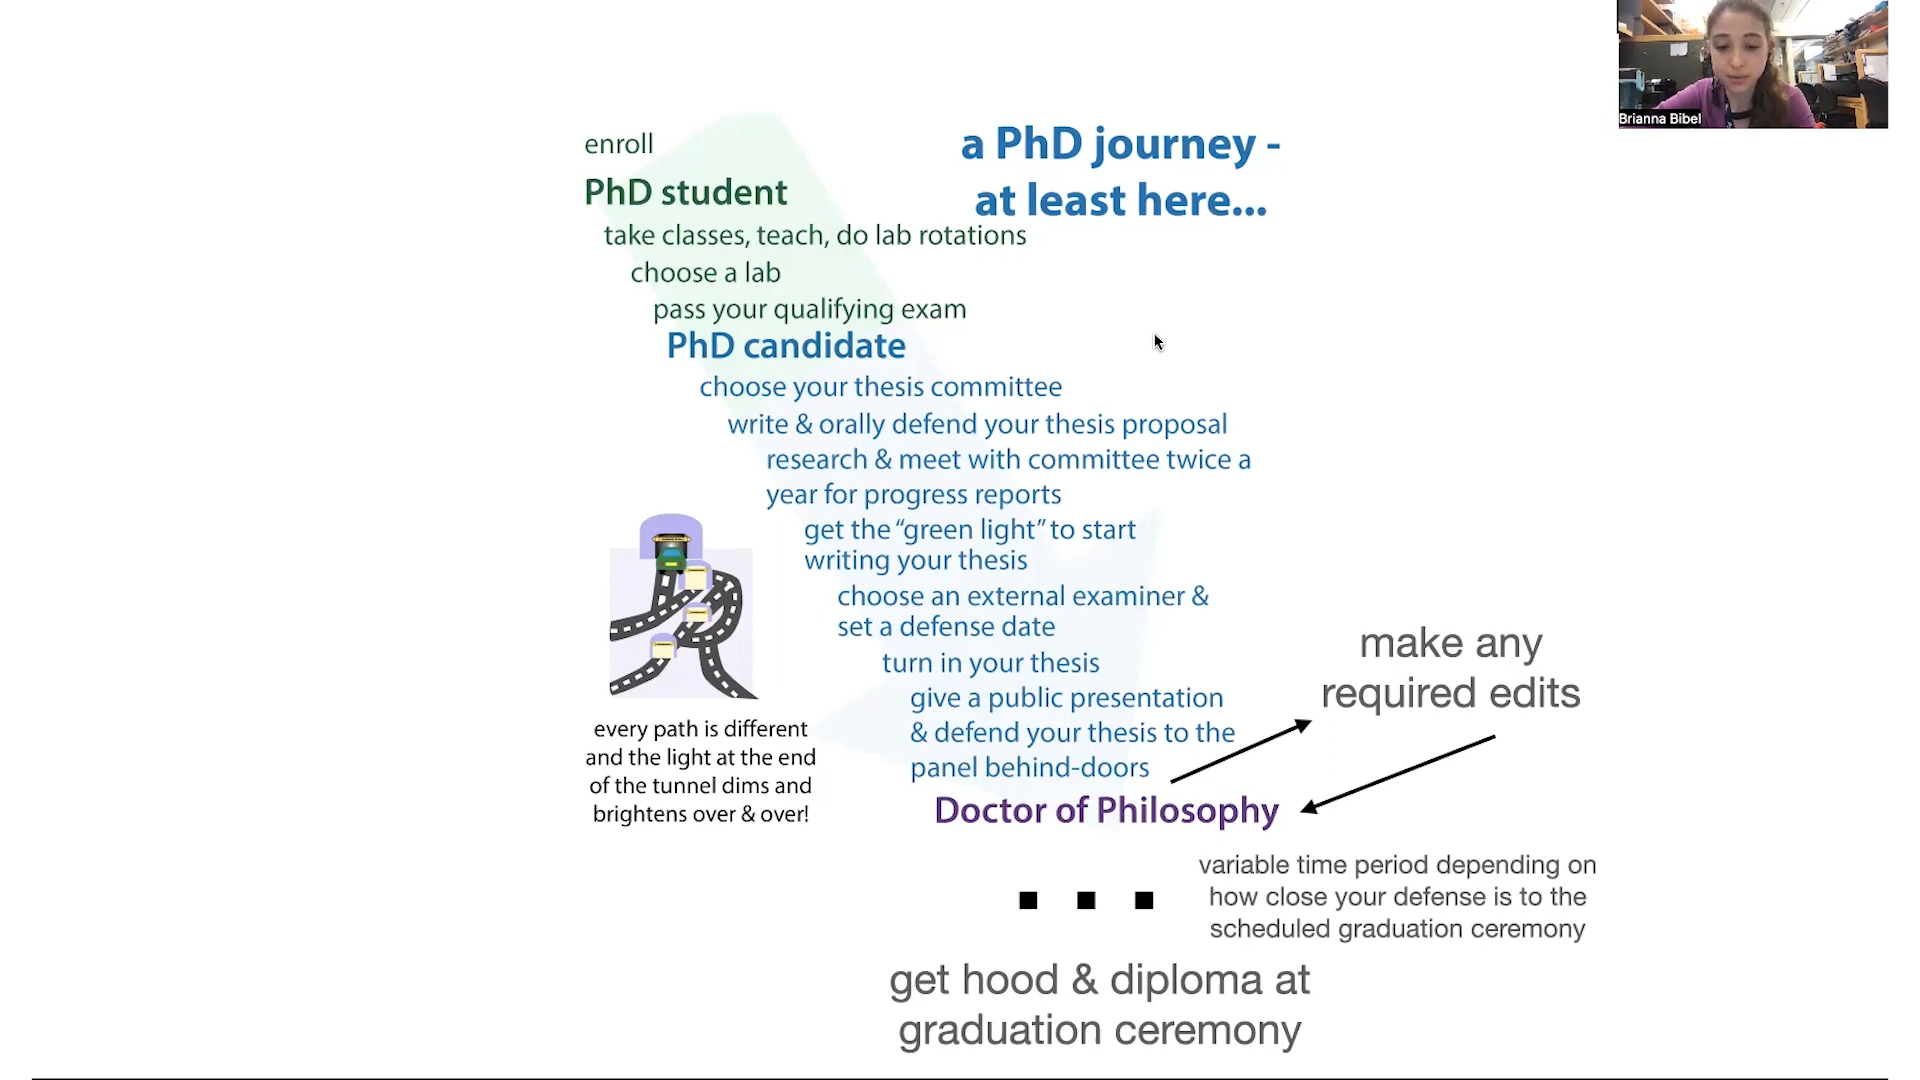 Brianna Bibel
a PhD journey -
at least here...
enroll
PhD student
take classes, teach, do lab rotations
choose a lab
pass your qualifying exam
PhD candidate
choose your thesis committee
write & orally defend your thesis proposal
research & meet with committee twice a
year for progress reports
get the “green light” to start
writing your thesis
choose an external examiner &
set a defense date
turn in your thesis
give a public presentation
& defend your thesis to the
panel behind-doors
make any
required edits
Doctor of Philosophy
every path is different
and the light at the end
of the tunnel dims and
brightens over & over!
variable time period depending on
how close your defense is to the
scheduled graduation ceremony
get hood & diploma at
graduation ceremony